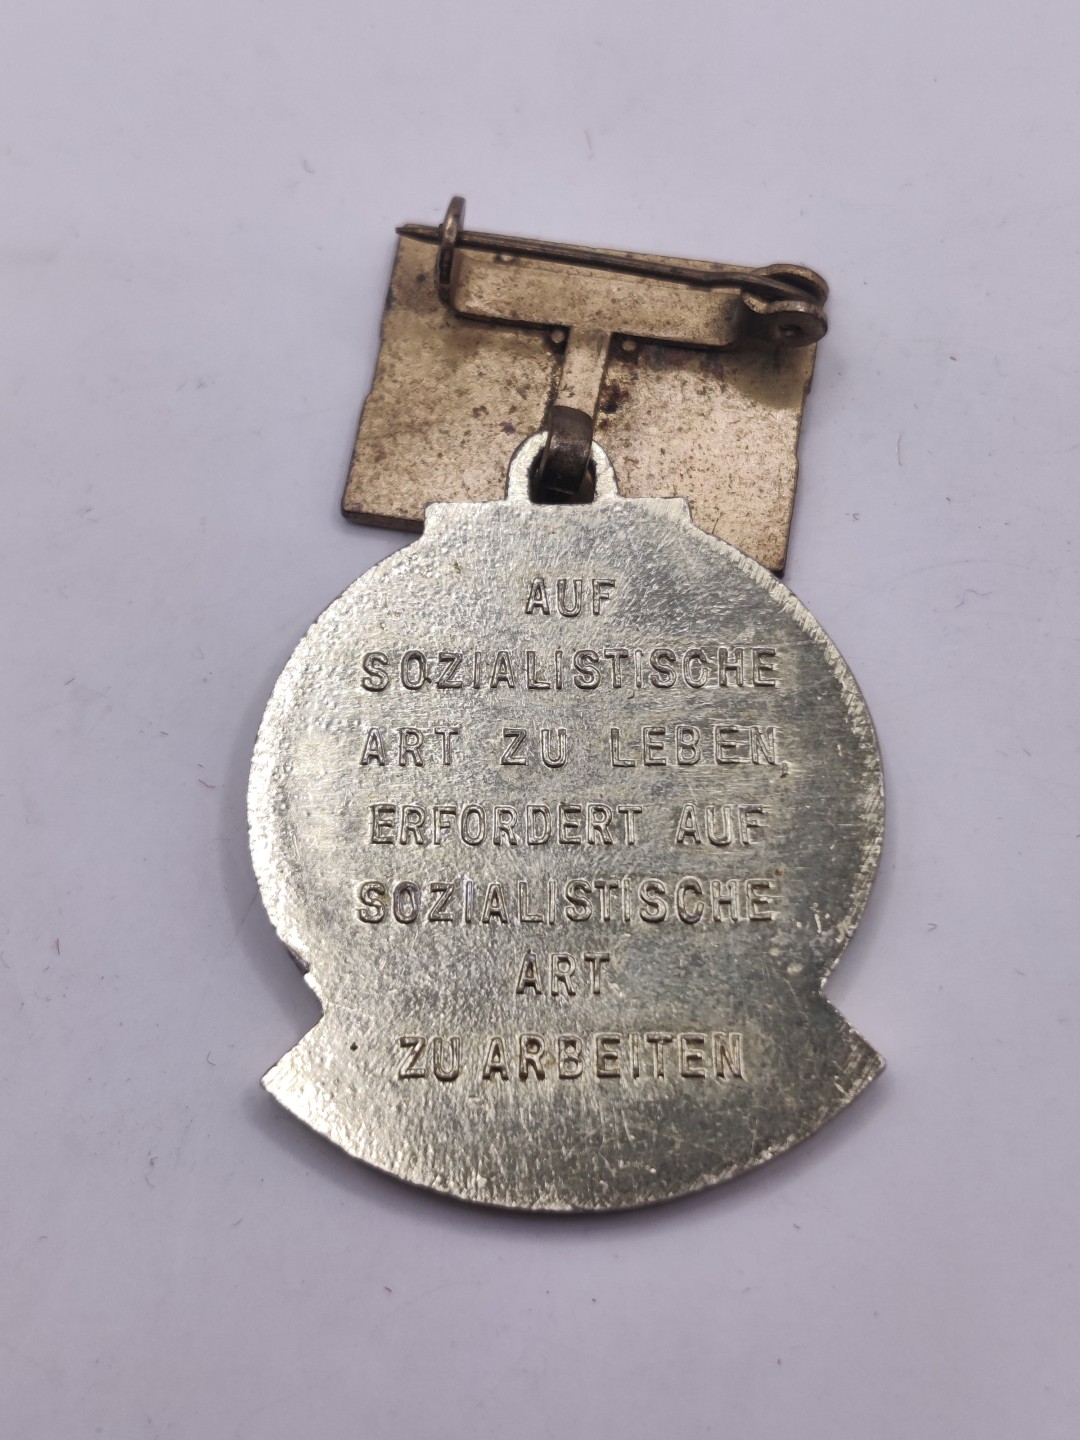 AUF
SOZIALISTISCHE
ART ZU LEBEN,
ERFORDERT AUF
SOZIALISTISCHE
ART
ZU ARBEITEN